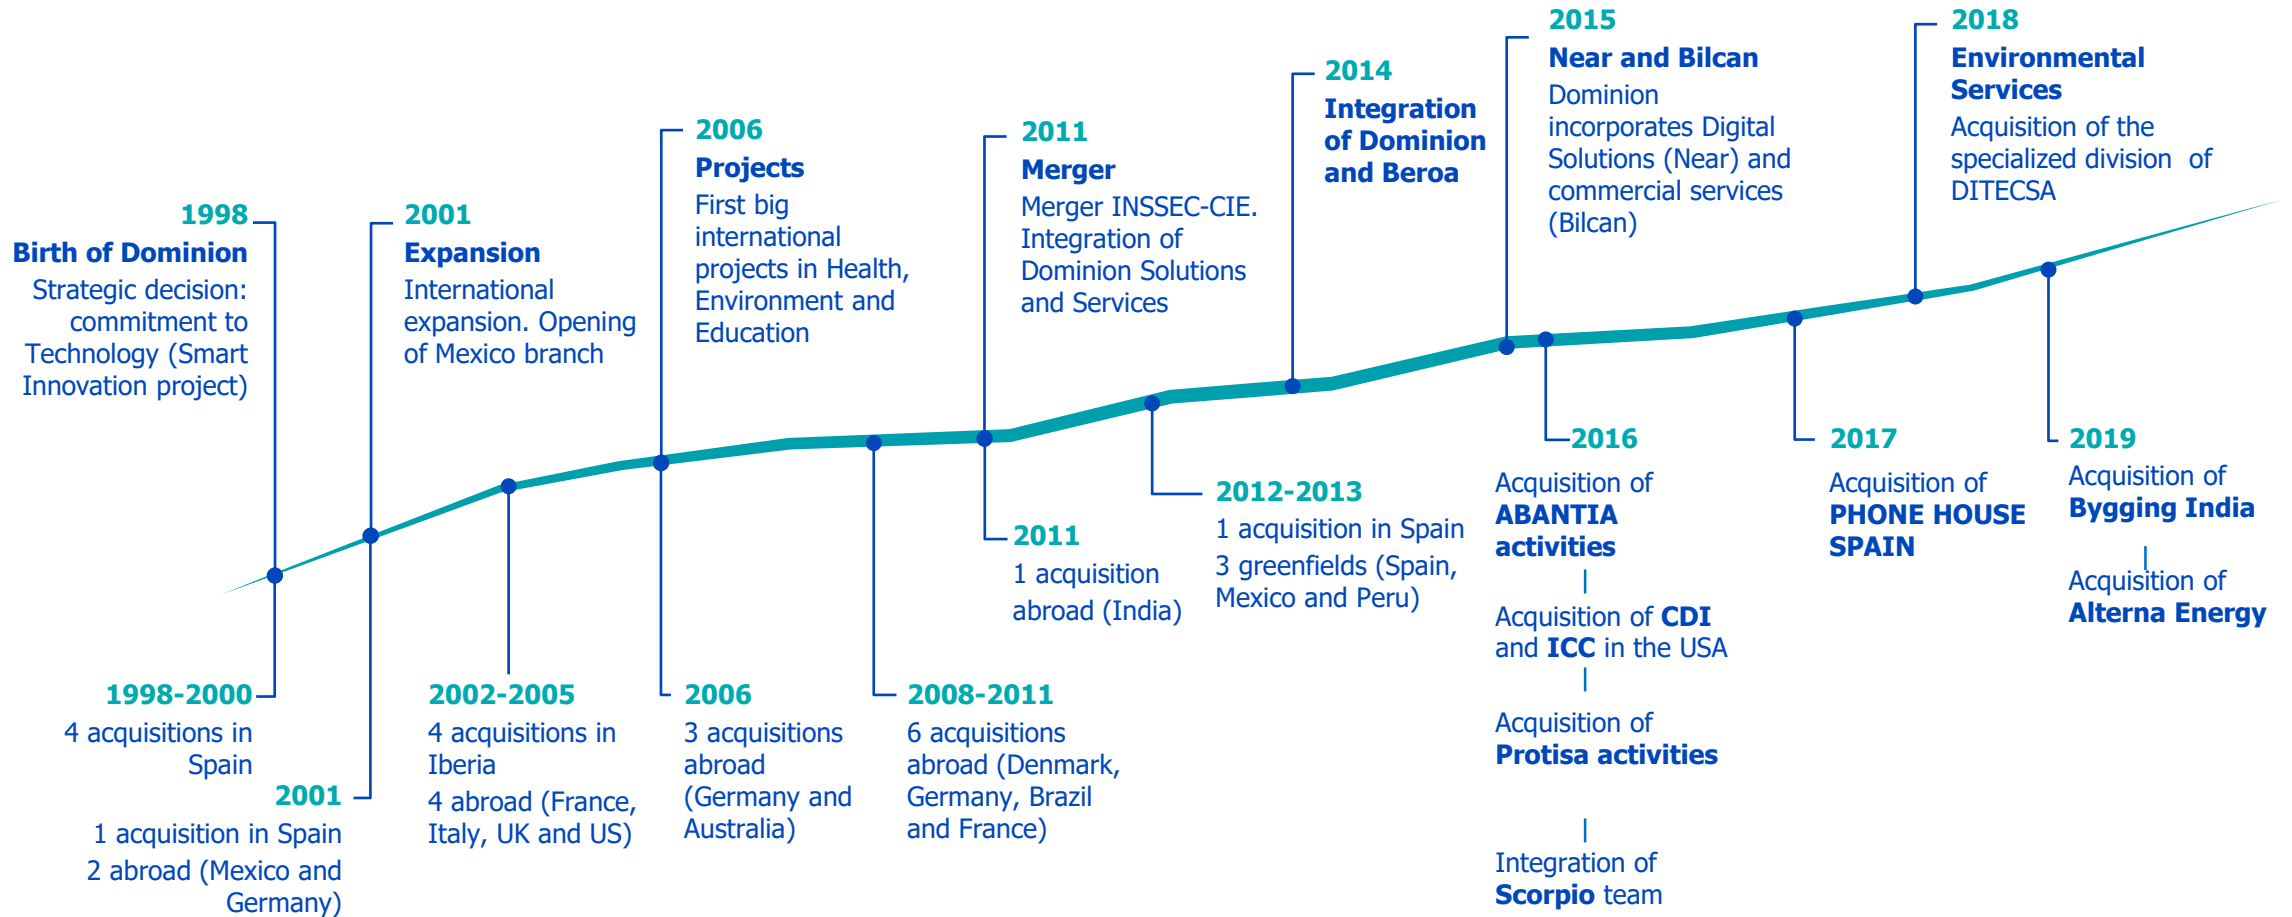 1998
Birth of Dominion
Strategic decision:
commitment to
Technology (Smart
Innovation project)
2001
Expansion
International
expansion. Opening
of Mexico branch
2006
Projects
First big
international
projects in Health,
Environment and
Education
2011
Merger
Merger INSSEC-CIE.
Integration of
Dominion Solutions
and Services
2014
Integration
of Dominion
and Beroa
2015
Near and Bilcan
Dominion
incorporates Digital
Solutions (Near) and
commercial services
(Bilcan)
2018
Environmental
Services
Acquisition of the
specialized division of
DITECSA
1998-2000
4 acquisitions in
Spain
2001
1 acquisition in Spain
2 abroad (Mexico and
Germany)
2002-2005
4 acquisitions in
Iberia
4 abroad (France,
Italy, UK and US)
2006
3 acquisitions
abroad
(Germany and
Australia)
2008-2011
6 acquisitions
abroad (Denmark,
Germany, Brazil
and France)
2011
1 acquisition
abroad (India)
2012-2013
1 acquisition in Spain
3 greenfields (Spain,
Mexico and Peru)
2016
Acquisition of
ABANTIA
activities
Acquisition of CDI
and ICC in the USA
Acquisition of
Protisa activities
Integration of
Scorpio team
2017
Acquisition of
PHONE HOUSE
SPAIN
2019
Acquisition of
Bygging India
Acquisition of
Alterna Energy